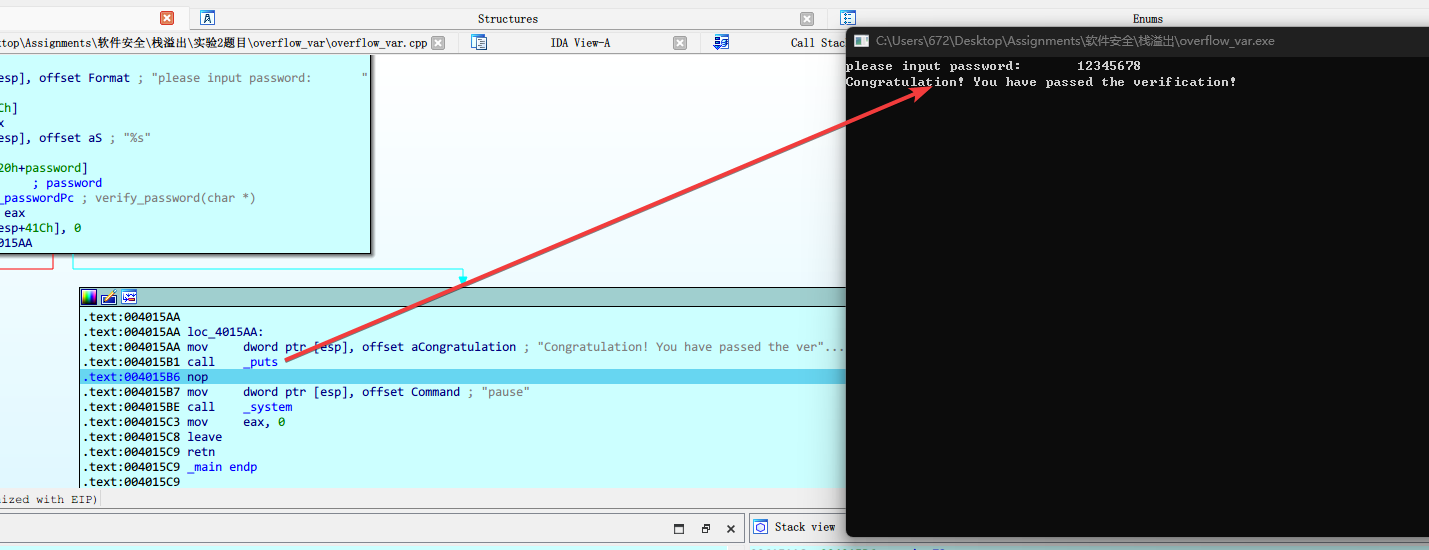 Structures
Enums
top\Assignments\软件安全\栈溢出\实验2题目\overflow_var\overflow_var.cpp
IDA View-A
Call Stac
C:\Users\672\Desktop\Assignments\软件安全\栈溢出\overflow_var.exe
please input password: 12345678
Congratulation! You have passed the verification!
esp], offset Format ; "please input password: "
Ch]
x
esp], offset aS ; "%s"
20h+password]
; password
_passwordPc ; verify_password(char *)
eax
esp+41Ch], 0
015AA
.text:004015AA
.text:004015AA loc_4015AA:
.text:004015AA mov dword ptr [esp], offset aCongratulation ; "Congratulation! You have passed the ver"...
.text:004015B1 call _puts
.text:004015B6 nop
.text:004015B7 mov dword ptr [esp], offset Command ; "pause"
.text:004015BE call _system
.text:004015C3 mov eax, 0
.text:004015C8 leave
.text:004015C9 retn
.text:004015C9 _main endp
.text:004015C9
ized with EIP)
Stack view